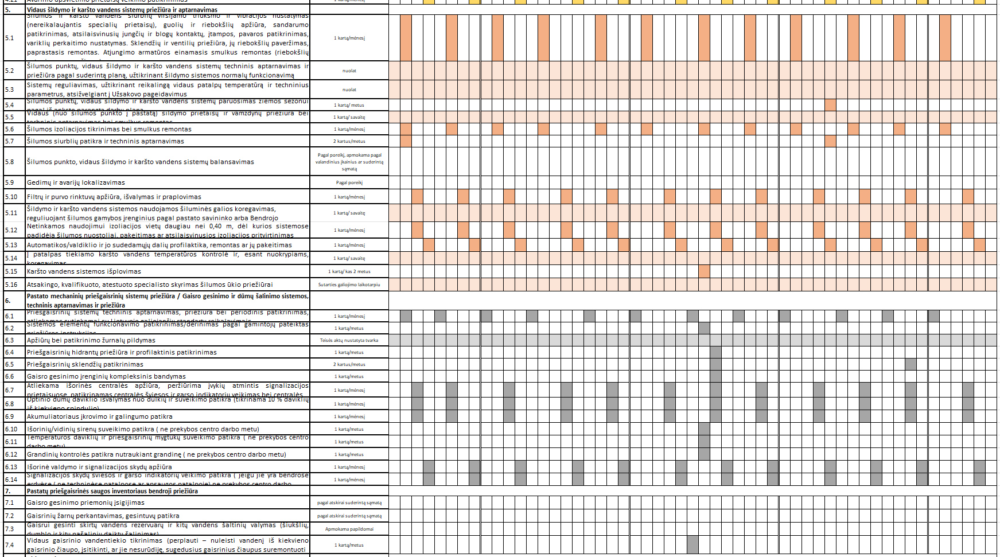 4.21 Avarinio apšvietimo prietaisų veikimo patikrinimas 1 kartą/mėnesį
5. Vidaus šildymo ir karšto vandens sistemų priežiūra ir aptarnavimas
Šilumos ir karšto vandens siurblių viršijamo triukšmo ir vibracijos nustatymas
(nereikalaujantis specialių prietaisų), guolių ir riebokšlių apžiūra, sandarumo
patikrinimas, atsilaisvinusių jungčių ir blogų kontaktų, įtampos, pavaros patikrinimas,
5.1 1 kartą/mėnesį
variklių perkaitimo nustatymas. Sklendžių ir ventilių priežiūra, jų riebokšlių paveržimas,
paprastasis remontas. Atjungimo armatūros einamasis smulkus remontas (riebokšlių
Šilumos punktų, vidaus šildymo ir karšto vandens sistemų techninis aptarnavimas ir
5.2 nuolat
priežiūra pagal suderintą planą, užtikrinant šildymo sistemos normalų funkcionavimą
Sistemų reguliavimas, užtikrinant reikalingą vidaus patalpų temperatūrą ir techninius
5.3 nuolat
parametrus, atsižvelgiant į Užsakovo pageidavimus
Šilumos punktų, vidaus šildymo ir karšto vandens sistemų paruošimas žiemos sezonui
5.4 1 kartą/ metus
pagal iš anksto parengtą darbų planą
Vidaus (nuo šilumos punkto į pastatą) šildymo prietaisų ir vamzdynų priežiūra bei
5.5 1 kartą/ savaitę
techninis aptarnavimas bei smulkus remontas
5.6 Šilumos izoliacijos tikrinimas bei smulkus remontas 1 kartą/mėnesį
5.7 Šilumos siurblių patikra ir techninis aptarnavimas 2 kartus/metus
Pagal poreikį, apmokama pagal
5.8 Šilumos punkto, vidaus šildymo ir karšto vandens sistemų balansavimas valandinius įkainius ar suderintą
sąmatą
5.9 Gedimų ir avarijų lokalizavimas Pagal poreikį
5.10 Filtrų ir purvo rinktuvų apžiūra, išvalymas ir praplovimas 1 kartą/mėnesį
Šildymo ir karšto vandens sistemos naudojamos šiluminės galios koregavimas,
5.11 1 kartą/ savaitę
reguliuojant šilumos gamybos įrenginius pagal pastato savininko arba Bendrojo
Netinkamos naudojimui izoliacijos vietų daugiau nei 0,40 m, dėl kurios sistemose
5.12 1 kartą/mėnesį
padidėja šilumos nuostoliai, pakeitimas ar atsilaisvinusios izoliacijos pritvirtinimas
5.13 Automatikos/valdiklio ir jo sudedamųjų dalių profilaktika, remontas ar jų pakeitimas 1 kartą/mėnesį
Į patalpas tiekiamo karšto vandens temperatūros kontrolė ir, esant nuokrypiams,
5.14 1 kartą/ savaitę
koregavimas
5.15 Karšto vandens sistemos išplovimas 1 kartą/ kas 2 metus
5.16 Atsakingo, kvalifikuoto, atestuoto specialisto skyrimas šilumos ūkio priežiūrai Sutarties galiojimo laikotarpiu
Pastato mechaninių priešgaisrinių sistemų priežiūra / Gaisro gesinimo ir dūmų šalinimo sistemos,
6.
techninis aptarnavimas ir priežiūra
Priešgaisrinių sistemų techninis aptarnavimas, priežiūra bei periodinis patikrinimas,
6.1 1 kartą/mėnesį
atliekamas sutinkamai su Lietuvoje galiojančių standartų reikalavimais
Sistemos elementų funkcionavimo patikrinimas/derinimas pagal gamintojų pateiktas
6.2 1 kartą/metus
priežiūros instrukcijas
6.3 Apžiūrų bei patikrinimo žurnalų pildymas Teisės aktų nustatyta tvarka
6.4 Priešgaisrinių hidrantų priežiūra ir profilaktinis patikrinimas 1 kartą/metus
6.5 Priešgaisrinių sklendžių patikrinimas 2 kartus/metus
6.6 Gaisro gesinimo įrenginių kompleksinis bandymas 1 kartą/metus
Atliekama išorinės centralės apžiūra, peržiūrima įvykių atmintis signalizacijos
6.7 1 kartą/mėnesį
prietaisuose, patikrinamas centralės šviesos ir garso indikatorių veikimas bei centralės
Optinio dūmų daviklio išvalymas nuo dulkių ir suveikimo patikra (tikrinama 10 % daviklių
6.8 1 kartą/mėnesį
iš kiekvieno spindulio)
6.9 Akumuliatoriaus įkrovimo ir galingumo patikra 1 kartą/mėnesį
6.10 Išorinių/vidinių sirenų suveikimo patikra ( ne prekybos centro darbo metu) 1 kartą/metus
Temperatūros daviklių ir priešgaisrinių mygtukų suveikimo patikra ( ne prekybos centro
6.11 1 kartą/metus
darbo metu)
6.12 Grandinių kontrolės patikra nutraukiant grandinę ( ne prekybos centro darbo metu) 1 kartą/metus
6.13 Išorinė valdymo ir signalizacijos skydų apžiūra 1 kartą/mėnesį
Signalizacijos skydų šviesos ir garso indikatorių veikimo patikra ( jeigu jie yra bendrose
6.14 1 kartą/mėnesį
erdvėse ( ne techninėse patalpose ar apsaugos patalpoje) ne prekybos centro darbo
7. Pastatų priešgaisrinės saugos inventoriaus bendroji priežiūra
7.1 Gaisro gesinimo priemonių įsigijimas pagal atskirai suderintą sąmatą
7.2 Gaisrinių žarnų perkantavimas, gesintuvų patikra pagal atskirai suderintą sąmatą
Gaisrui gesinti skirtų vandens rezervuarų ir kitų vandens šaltinių valymas (šiukšlių,
7.3 Apmokama papildomai
dumblo ir kitų pašalinių daiktų šalinimas)
Vidaus gaisrinio vandentiekio tikrinimas (perplauti – nuleisti vandenį iš kiekvieno
7.4 1 kartą/metus
gaisrinio čiaupo, įsitikinti, ar jie nesurūdiję, sugedusius gaisrinius čiaupus suremontuoti